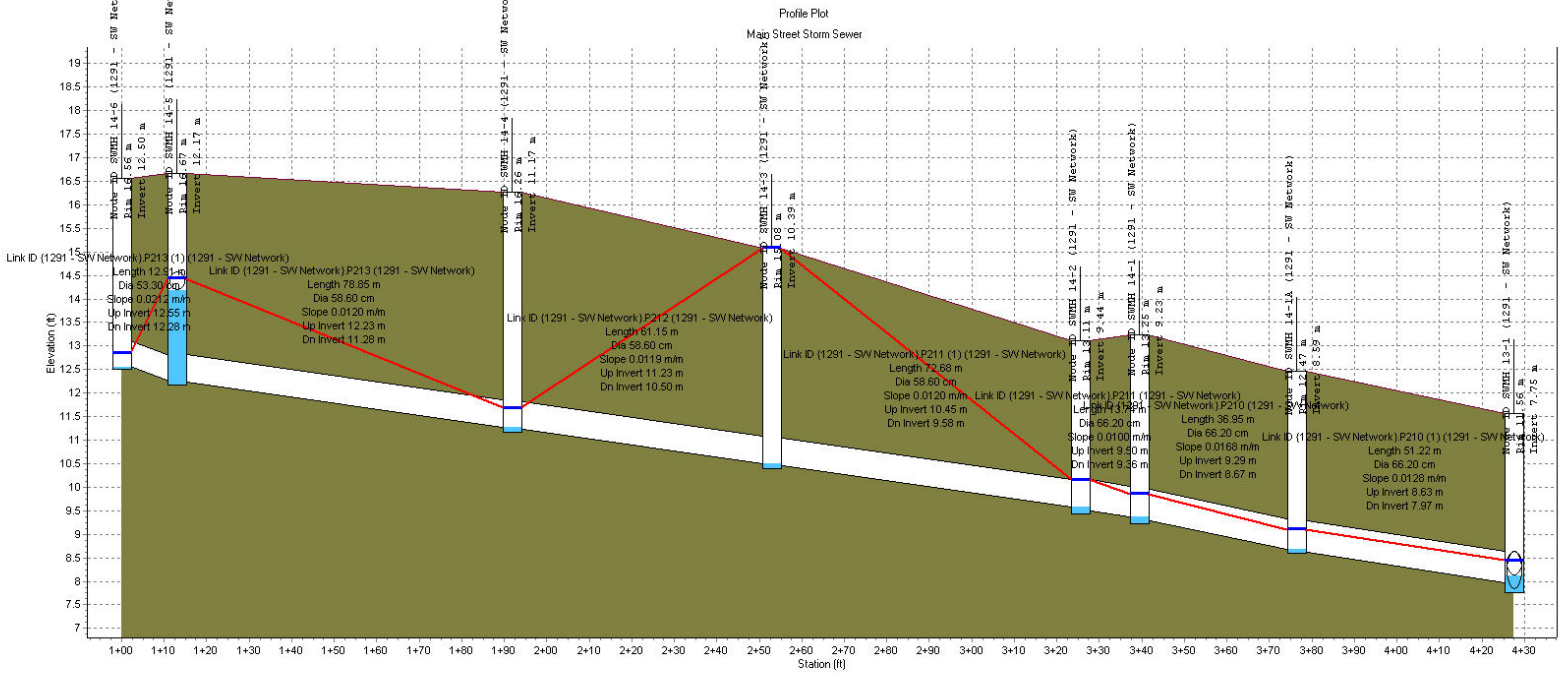 Profile Plot
Main Street Storm Sewer
Node ID SWMH 14-6 (1291 - SW Net
Rim 16.56 m
Invert 12.50 m
Node ID SWMH 14-5 (1291 - SW Net
Rim 16.67 m
Invert 12.17 m
Node ID SWMH 14-4 (1291 - SW Netwo
Rim 16.26 m
Invert 11.17 m
Node ID SWMH 14-3 (1291 - SW Network)
Rim 15.08 m
Invert 10.39 m
Node ID SWMH 14-2 (1291 - SW Network)
Rim 13.11 m
Invert 9.44 m
Node ID SWMH 14-1 (1291 - SW Network)
Rim 13.25 m
Invert 9.23 m
Node ID SWMH 14-1A (1291 - SW Network)
Rim 12.47 m
Invert 8.59 m
Node ID SWMH 13-1 (1291 - SW Network)
Rim 11.56 m
Invert 7.75 m
Link ID {1291 - SW Network}.P213 (1) (1291 - SW Network)
Length 12.91 m
Dia 53.30 cm
Slope 0.0212 m/m
Up Invert 12.55 m
Dn Invert 12.28 m
Link ID {1291 - SW Network}.P213 (1291 - SW Network)
Length 78.85 m
Dia 58.60 cm
Slope 0.0120 m/m
Up Invert 12.23 m
Dn Invert 11.28 m
Link ID {1291 - SW Network}.P212 (1291 - SW Network)
Length 61.15 m
Dia 58.60 cm
Slope 0.0119 m/m
Up Invert 11.23 m
Dn Invert 10.50 m
Link ID {1291 - SW Network}.P211 (1) (1291 - SW Network)
Length 72.68 m
Dia 58.60 cm
Slope 0.0120 m/m
Up Invert 10.45 m
Dn Invert 9.58 m
Link ID {1291 - SW Network}.P211 (1291 - SW Network)
Length 13.74 m
Dia 66.20 cm
Slope 0.0100 m/m
Up Invert 9.50 m
Dn Invert 9.36 m
Link ID {1291 - SW Network}.P210 (1291 - SW Network)
Length 36.95 m
Dia 66.20 cm
Slope 0.0168 m/m
Up Invert 9.29 m
Dn Invert 8.67 m
Link ID {1291 - SW Network}.P210 (1) (1291 - SW Network)
Length 51.22 m
Dia 66.20 cm
Slope 0.0128 m/m
Up Invert 8.63 m
Dn Invert 7.97 m
Elevation (ft)
19
18.5
18
17.5
17
16.5
16
15.5
15
14.5
14
13.5
13
12.5
12
11.5
11
10.5
10
9.5
9
8.5
8
7.5
7
1+00 1+10 1+20 1+30 1+40 1+50 1+60 1+70 1+80 1+90 2+00 2+10 2+20 2+30 2+40 2+50 2+60 2+70 2+80 2+90 3+00 3+10 3+20 3+30 3+40 3+50 3+60 3+70 3+80 3+90 4+00 4+10 4+20 4+30
Station (ft)